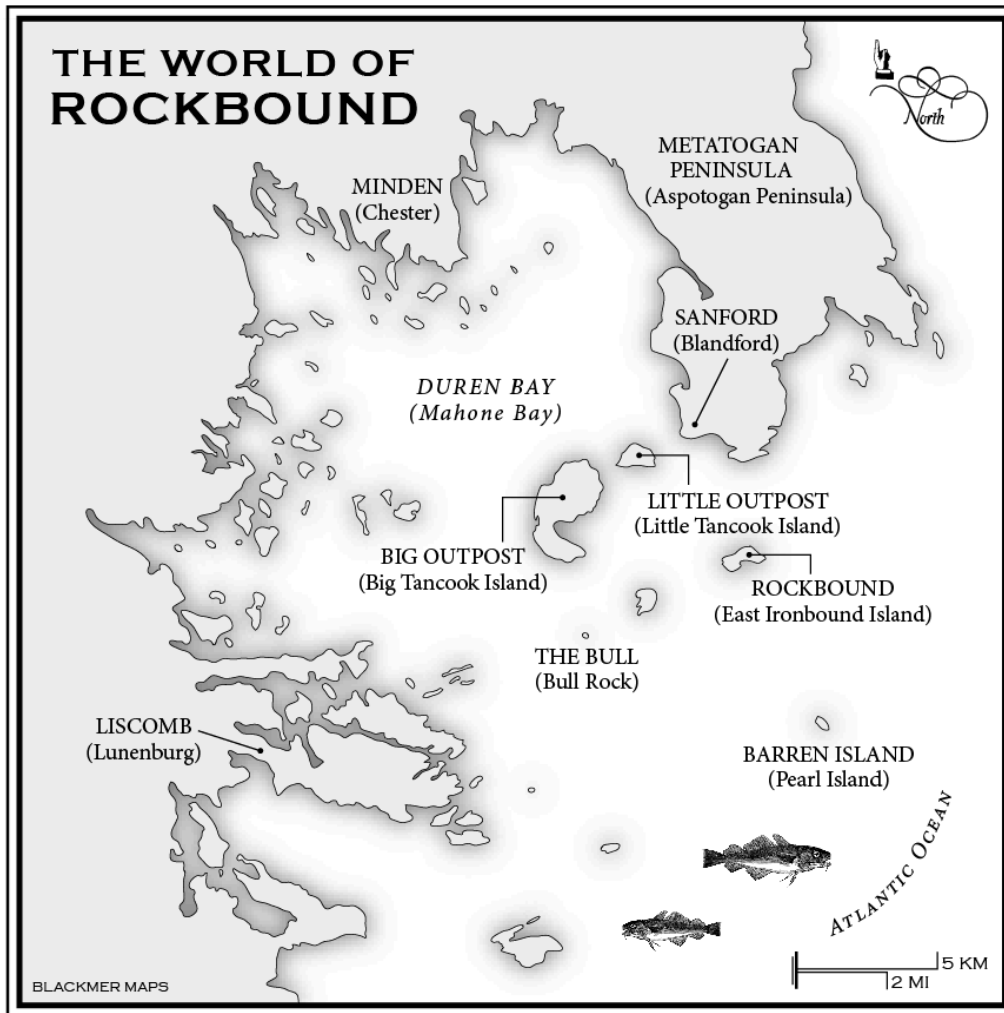 THE WORLD OF
ROCKBOUND
North
METATOGAN
PENINSULA
(Aspotogan Peninsula)
MINDEN
(Chester)
SANFORD
(Blandford)
DUREN BAY
(Mahone Bay)
LITTLE OUTPOST
(Little Tancook Island)
BIG OUTPOST
(Big Tancook Island)
ROCKBOUND
(East Ironbound Island)
THE BULL
(Bull Rock)
LISCOMB
(Lunenburg)
BARREN ISLAND
(Pearl Island)
ATLANTIC OCEAN
5 KM
2 MI
BLACKMER MAPS